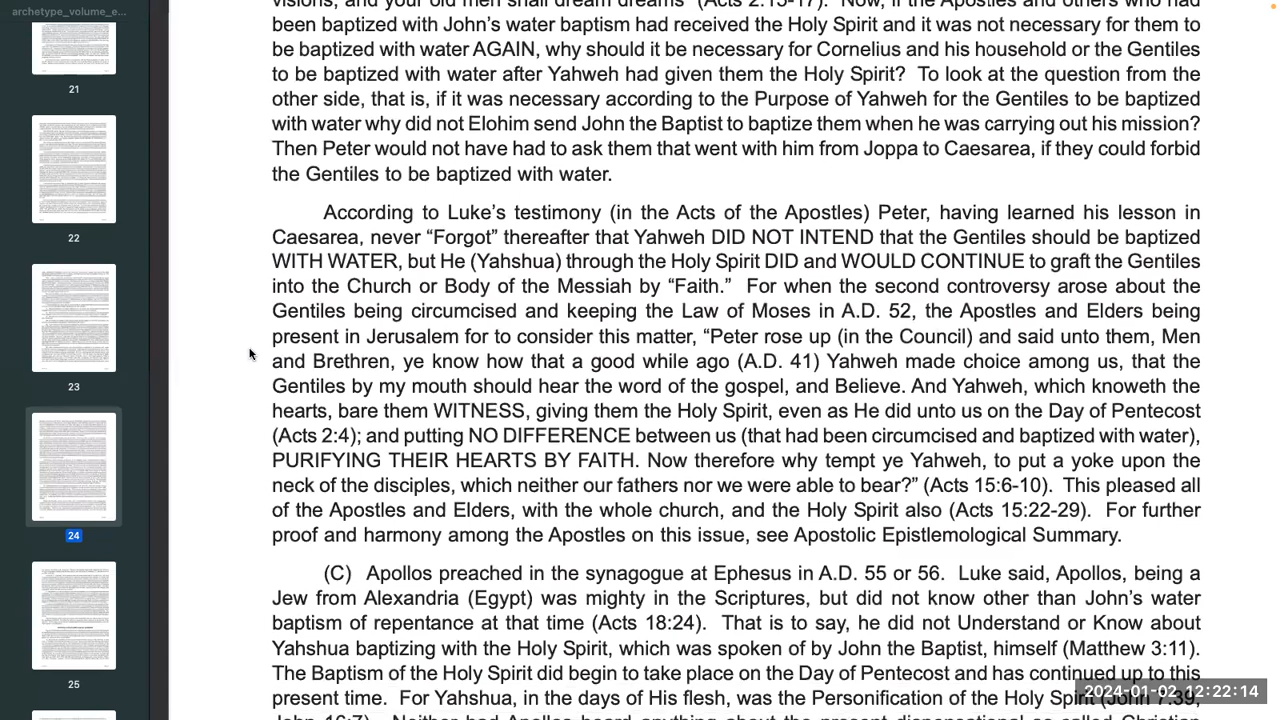 archetype_volume_e...
21
22
23
24
25
visions, and your old men shall dream dreams" (Acts 2:15-17). Now, if the Apostles and others who had
been baptized with John's baptism, then had received the Holy Spirit and it was not necessary for them to
be baptized with water AGAIN, why should it be necessary for Cornelius and his household or the Gentiles
to be baptized with water after Yahweh had given them the Holy Spirit? To look at the question from the
other side, that is, if it was necessary according to the Purpose of Yahweh for the Gentiles to be baptized
with water, why did not Elohim send John the Baptist to baptize them when he was carrying out his mission?
Then Peter would not have had to ask them that went with him from Joppa to Caesarea, if they could forbid
the Gentiles to be baptized with water.
According to Luke's testimony (in the Acts of the Apostles) Peter, having learned his lesson in
Caesarea, never “Forgot” thereafter that Yahweh DID NOT INTEND that the Gentiles should be baptized
WITH WATER, but He (Yahshua) through the Holy Spirit DID and WOULD CONTINUE to graft the Gentiles
into the Church or Body of the Messiah by “Faith.” For when the second controversy arose about the
Gentiles being circumcised and keeping the Law of Moses in A.D. 52; the Apostles and Elders being
present in Jerusalem for to consider this matter, “Peter rose up (in the Council) and said unto them, Men
and Brethren, ye know how that a good while ago (A.D. 41) Yahweh made choice among us, that the
Gentiles by my mouth should hear the word of the gospel, and Believe. And Yahweh, which knoweth the
hearts, bare them WITNESS, giving them the Holy Spirit, even as He did unto us on the Day of Pentecost
(Acts 2:4); and making NO DIFFERENCE between us (that had been circumcised and baptized with water),
PURIFYING THEIR HEARTS BY FAITH. Now therefore why tempt ye Elohim, to put a yoke upon the
neck of the disciples, which neither our fathers nor we were able to bear?” (Acts 15:6-10). This pleased all
of the Apostles and Elders, with the whole church, and the Holy Spirit also (Acts 15:22-29). For further
proof and harmony among the Apostles on this issue, see Apostolic Epistemological Summary.
(C) Apollos spoke in the synagogue at Ephesus in A.D. 55 or 56. Luke said, Apollos, being a
Jew from Alexandria (Egypt), was mighty in the Scriptures, but did not know other than John's water
baptism of repentance at that time (Acts 18:24). That is to say, he did not Understand or Know about
Yahshua baptizing with the Holy Spirit, which was spoken of by John the Baptist, himself (Matthew 3:11).
The Baptism of the Holy Spirit did begin to take place on the Day of Pentecost and has continued up to this
present time. For Yahshua, in the days of His flesh, was the Personification of the Holy Spirit (John 7:39,
John 16:7). Neither had Apollos heard anything about the present dispensational so-called Christian
2024-01-02 12:22:14